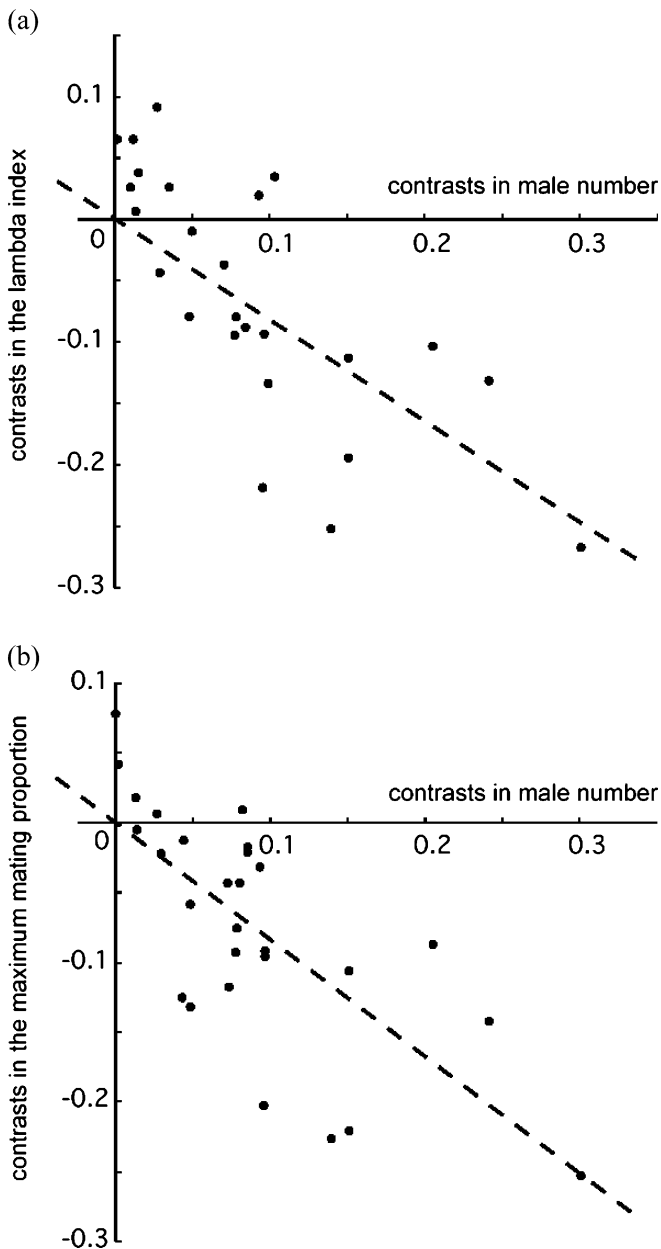 (a)
0.1
contrasts in male number
0
0.1
0.2
0.3
-0.1
-0.2
-0.3
contrasts in the lambda index
(b)
0.1
contrasts in male number
0
0.1
0.2
0.3
-0.1
-0.2
-0.3
contrasts in the maximum mating proportion